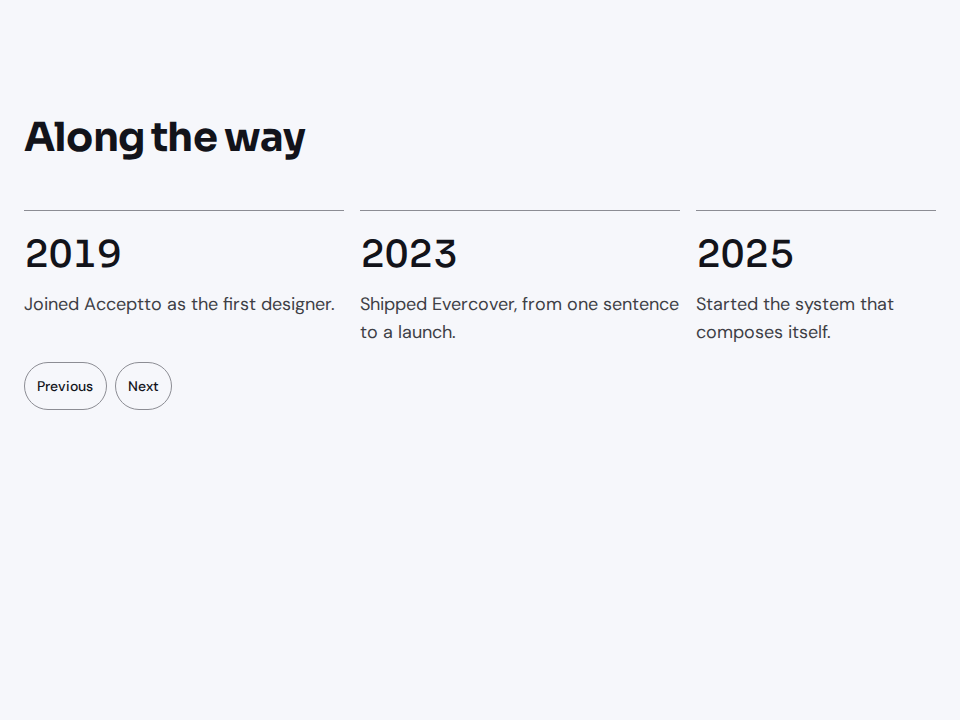 Along the way
2019
Joined Acceptto as the first designer.
2023
Shipped Evercover, from one sentence
to a launch.
2025
Started the system that
composes itself.
Previous
Next